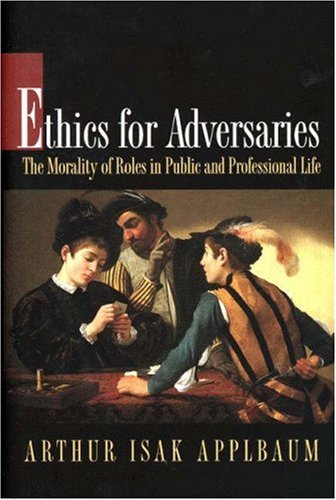 Ethics for Adversaries
The Morality of Roles in Public and Professional Life
ARTHUR ISAK APPLBAUM